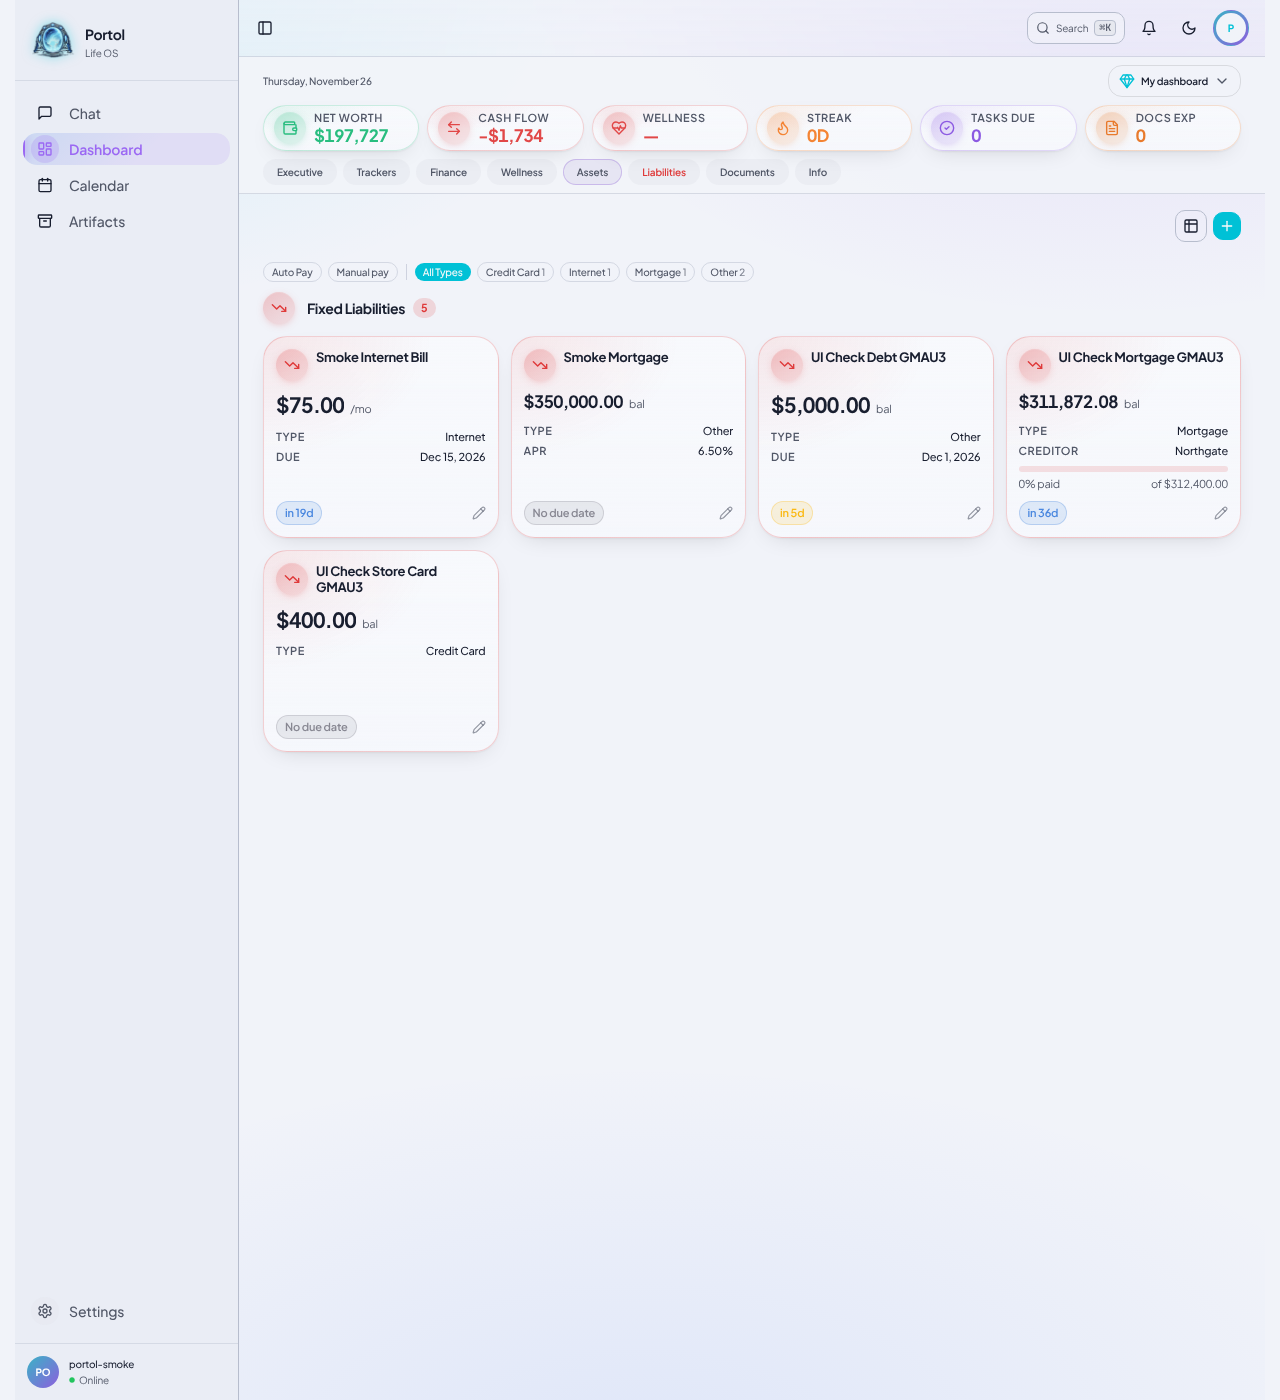 Portol
Life OS
Chat
Dashboard
Calendar
Artifacts
Settings
PO
portol-smoke
Online
Search ⌘K
P
Thursday, November 26
My dashboard
NET WORTH
$197,727
CASH FLOW
-$1,734
WELLNESS
—
STREAK
0D
TASKS DUE
0
DOCS EXP
0
Executive
Trackers
Finance
Wellness
Assets
Liabilities
Documents
Info
Auto Pay
Manual pay
All Types
Credit Card 1
Internet 1
Mortgage 1
Other 2
Fixed Liabilities 5
Smoke Internet Bill
$75.00 /mo
TYPE Internet
DUE Dec 15, 2026
in 19d
Smoke Mortgage
$350,000.00 bal
TYPE Other
APR 6.50%
No due date
UI Check Debt GMAU3
$5,000.00 bal
TYPE Other
DUE Dec 1, 2026
in 5d
UI Check Mortgage GMAU3
$311,872.08 bal
TYPE Mortgage
CREDITOR Northgate
0% paid of $312,400.00
in 36d
UI Check Store Card
GMAU3
$400.00 bal
TYPE Credit Card
No due date